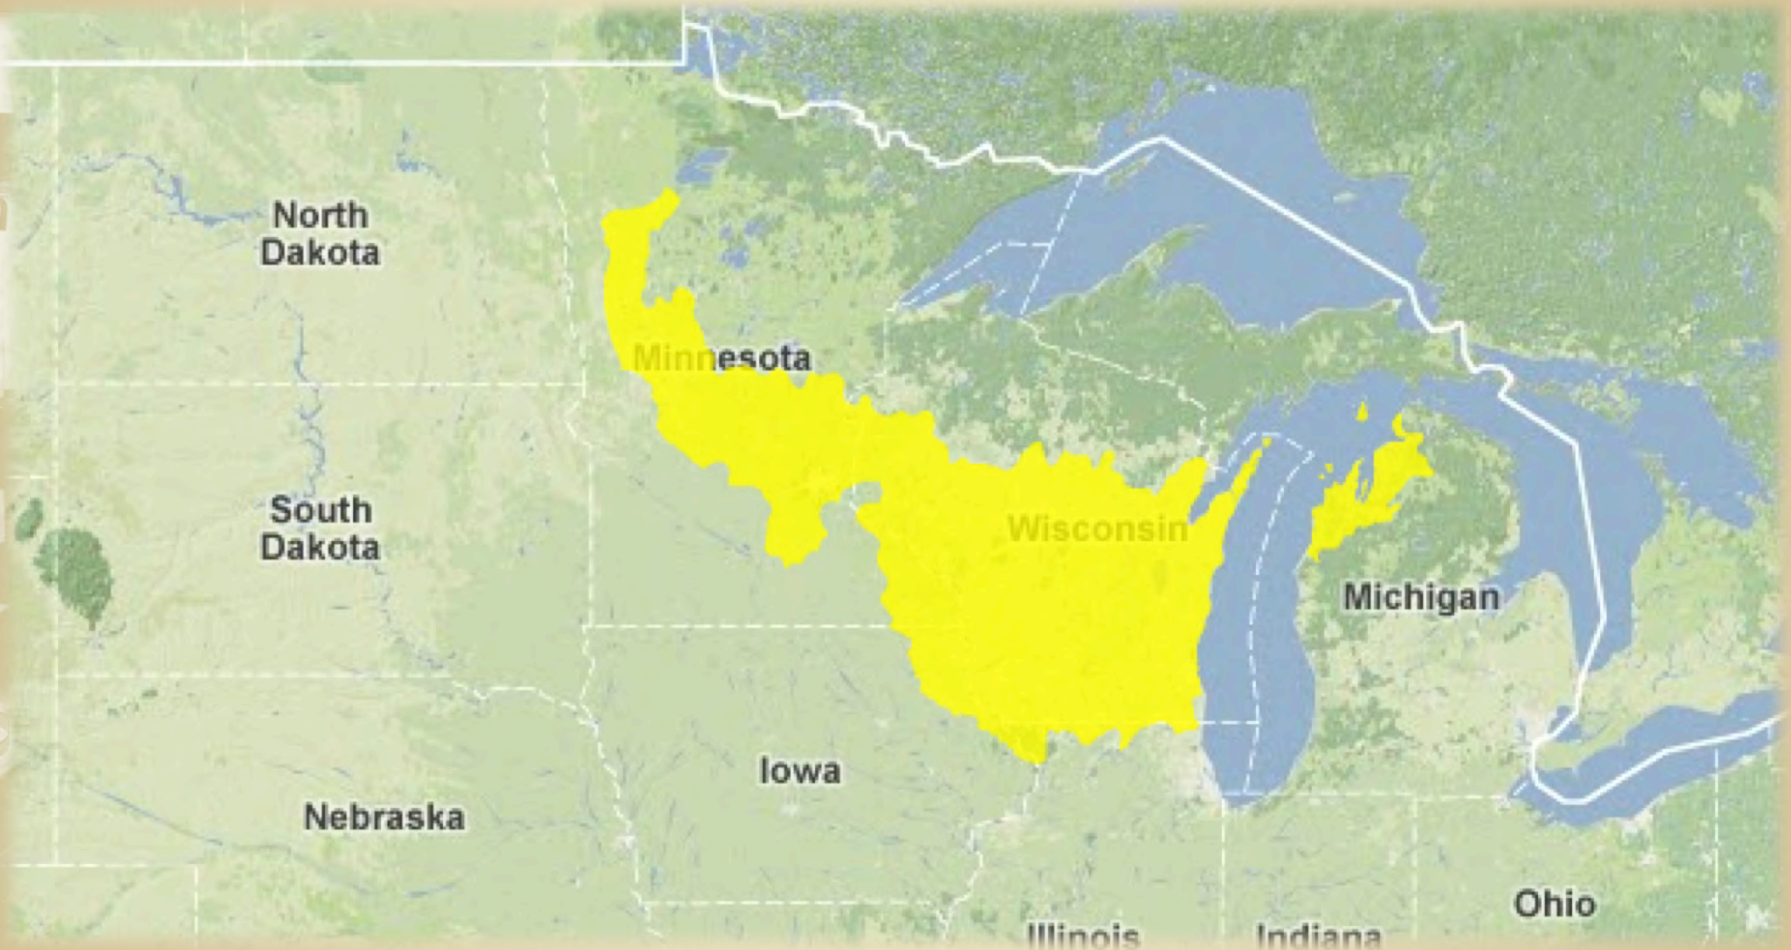 North
Dakota
Minnesota
South
Dakota
Wisconsin
Michigan
Iowa
Nebraska
Ohio
Illinois
Indiana